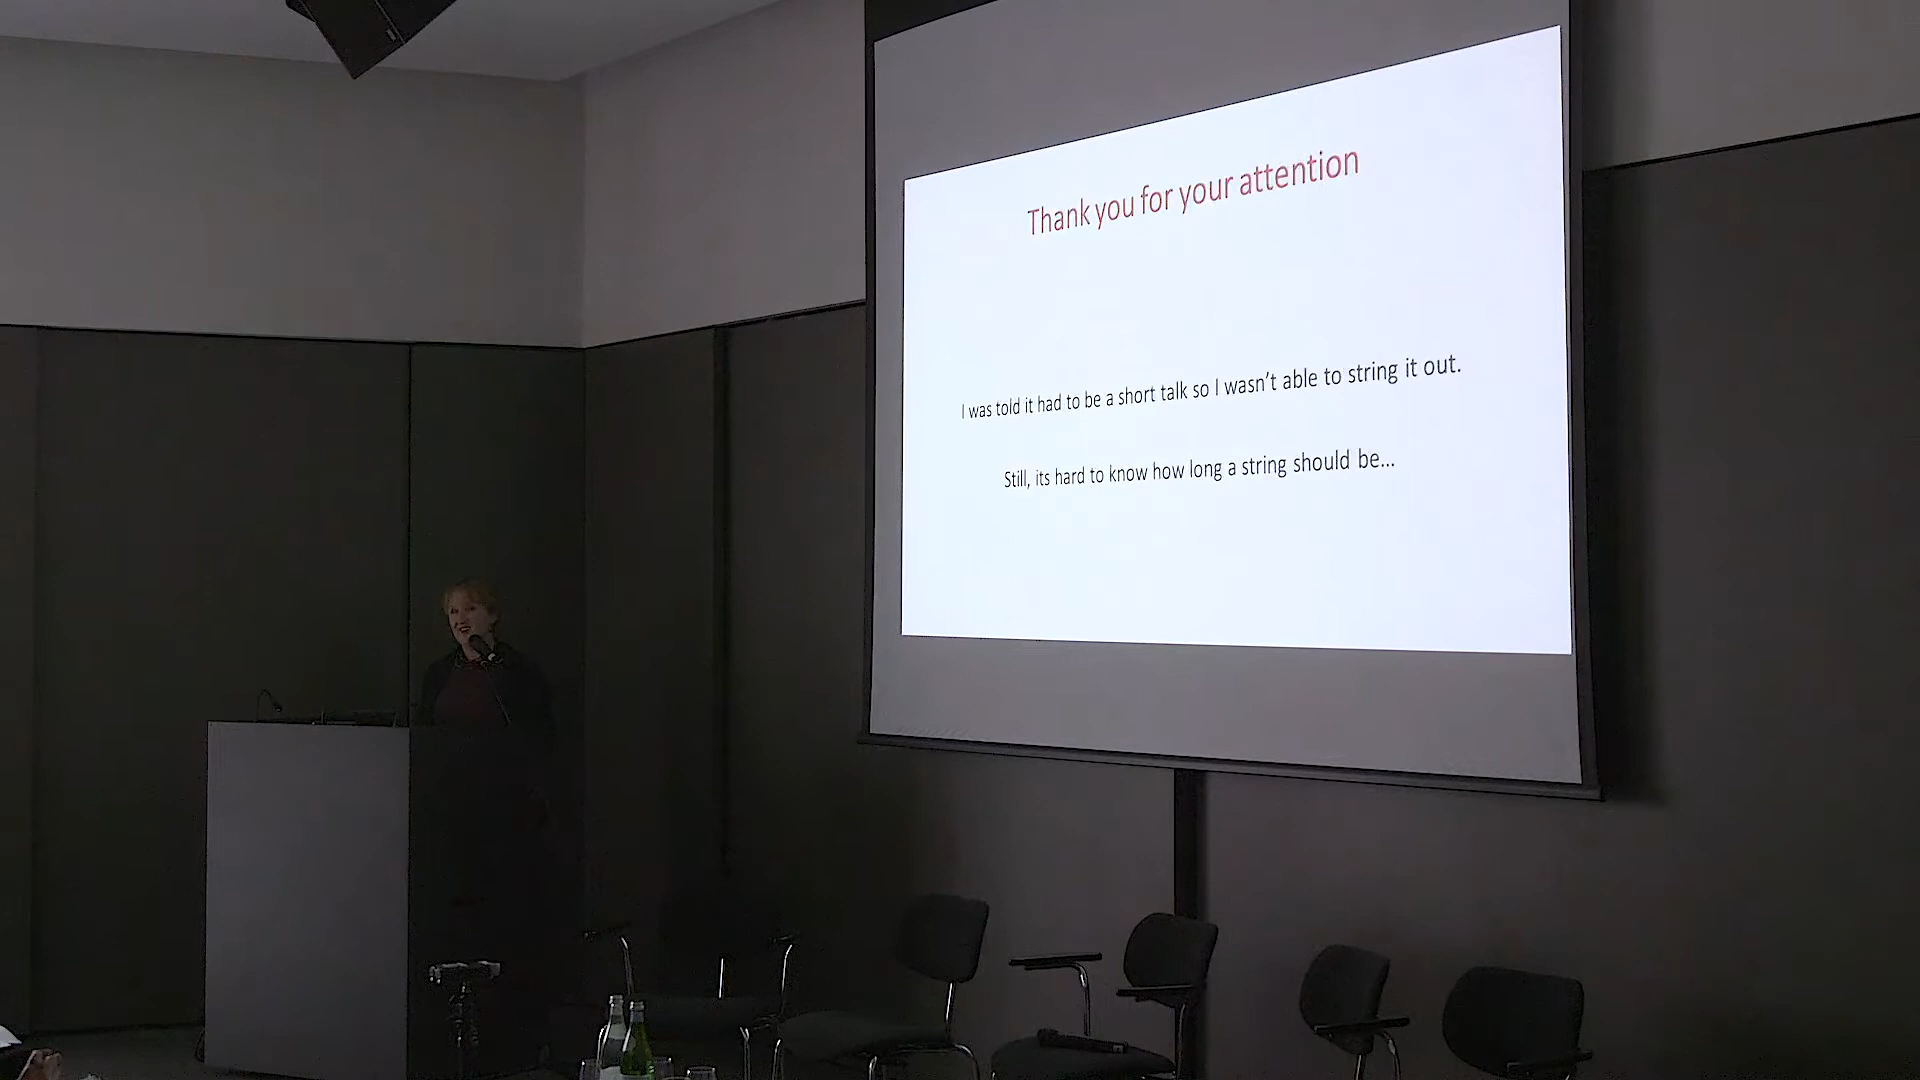 Thank you for your attention
I was told it had to be a short talk so I wasn't able to string it out.
Still, its hard to know how long a string should be...